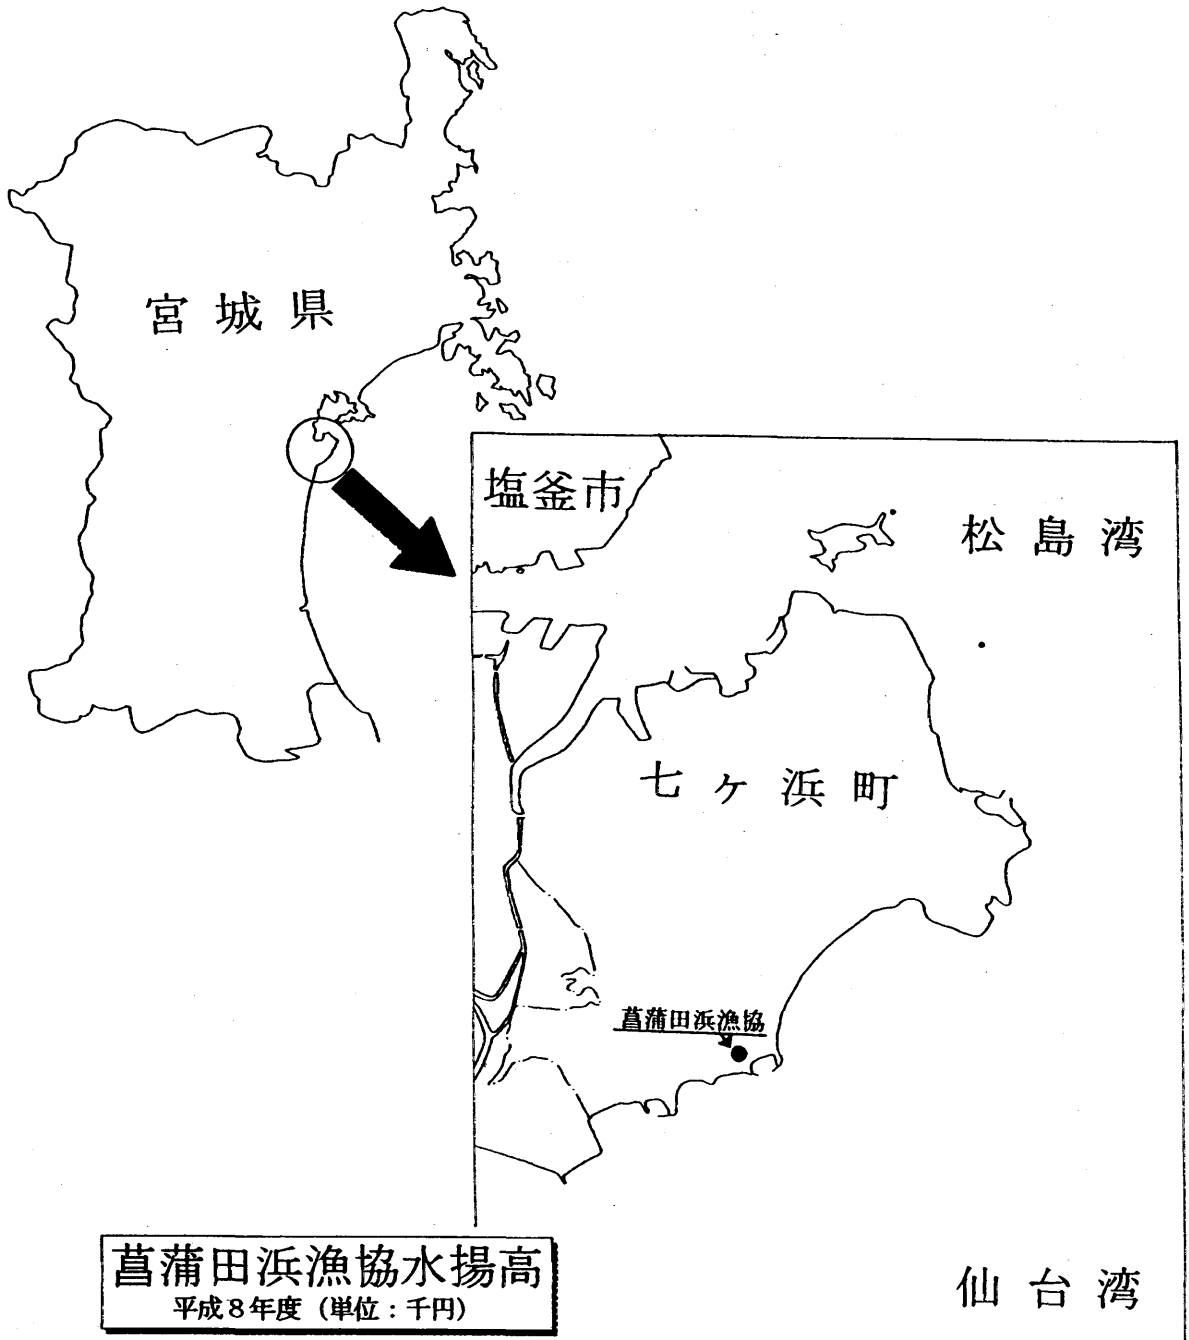 宮城県
塩釜市
松島湾
七ヶ浜町
菖蒲田浜漁協
菖蒲田浜漁協水揚高
平成8年度（単位：千円）
仙台湾